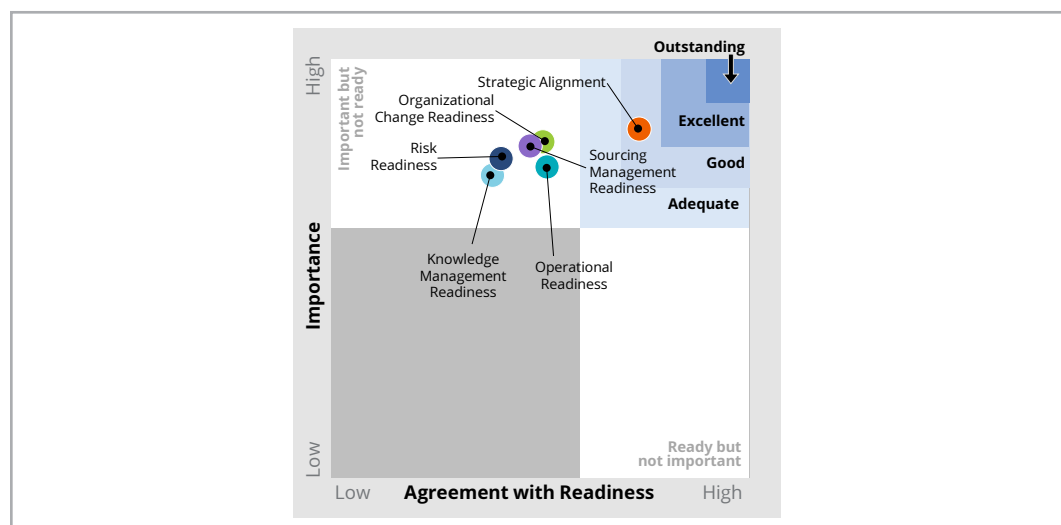 Outstanding
High
Important but
not ready
Strategic Alignment
Organizational
Change Readiness
Excellent
Risk
Readiness
Sourcing
Management
Readiness
Good
Adequate
Importance
Knowledge
Management
Readiness
Operational
Readiness
Low
Ready but
not important
Low
Agreement with Readiness
High